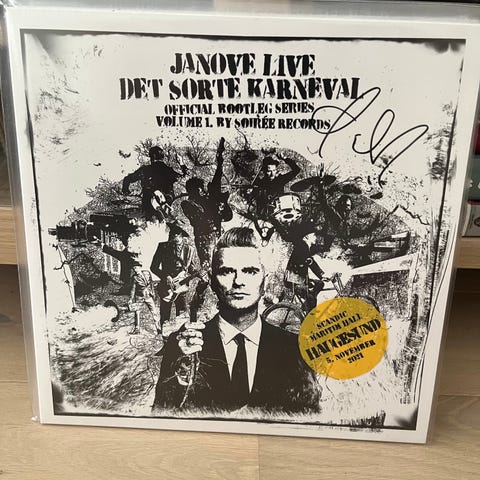 JANOVE LIVE
DET SORTE KARNEVAL
OFFICIAL BOOTLEG SERIES
VOLUME 1. BY SOIRÉE RECORDS
SCANDIC
MARITIM HALL
HAUGESUND
5. NOVEMBER
2021